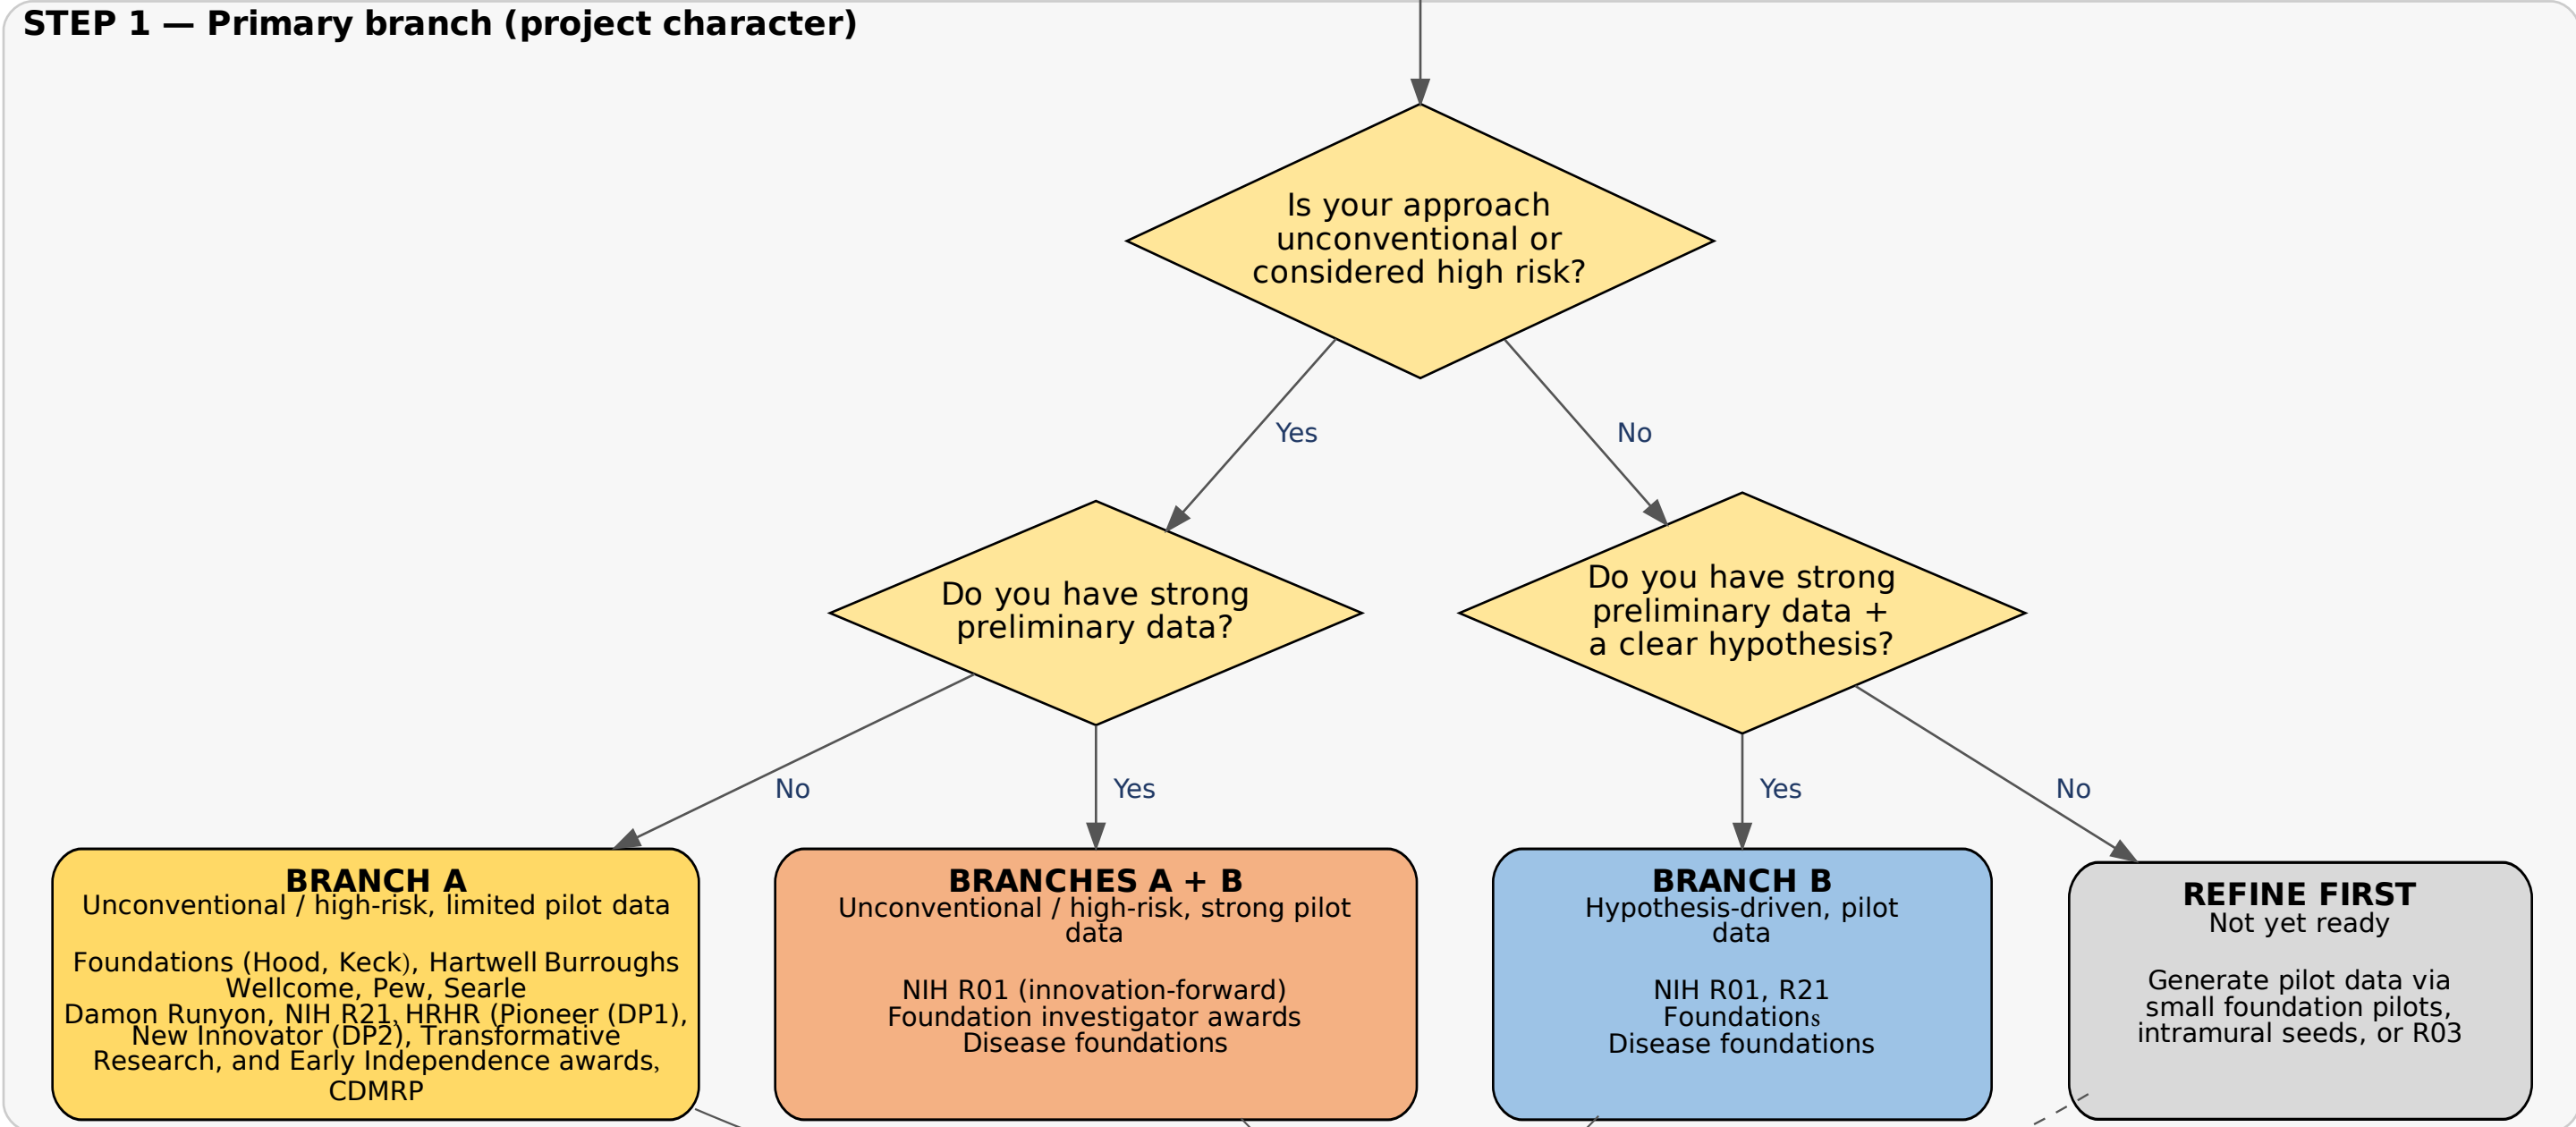 STEP 1 — Primary branch (project character)
Is your approach
unconventional or
considered high risk?
Yes
No
Do you have strong
preliminary data?
Do you have strong
preliminary data +
a clear hypothesis?
No
Yes
Yes
No
BRANCH A
Unconventional / high-risk, limited pilot data
Foundations (Hood, Keck), Hartwell Burroughs
Wellcome, Pew, Searle
Damon Runyon, NIH R21, HRHR (Pioneer (DP1),
New Innovator (DP2), Transformative
Research, and Early Independence awards,
CDMRP
BRANCHES A + B
Unconventional / high-risk, strong pilot
data
NIH R01 (innovation-forward)
Foundation investigator awards
Disease foundations
BRANCH B
Hypothesis-driven, pilot
data
NIH R01, R21
Foundations
Disease foundations
REFINE FIRST
Not yet ready
Generate pilot data via
small foundation pilots,
intramural seeds, or R03